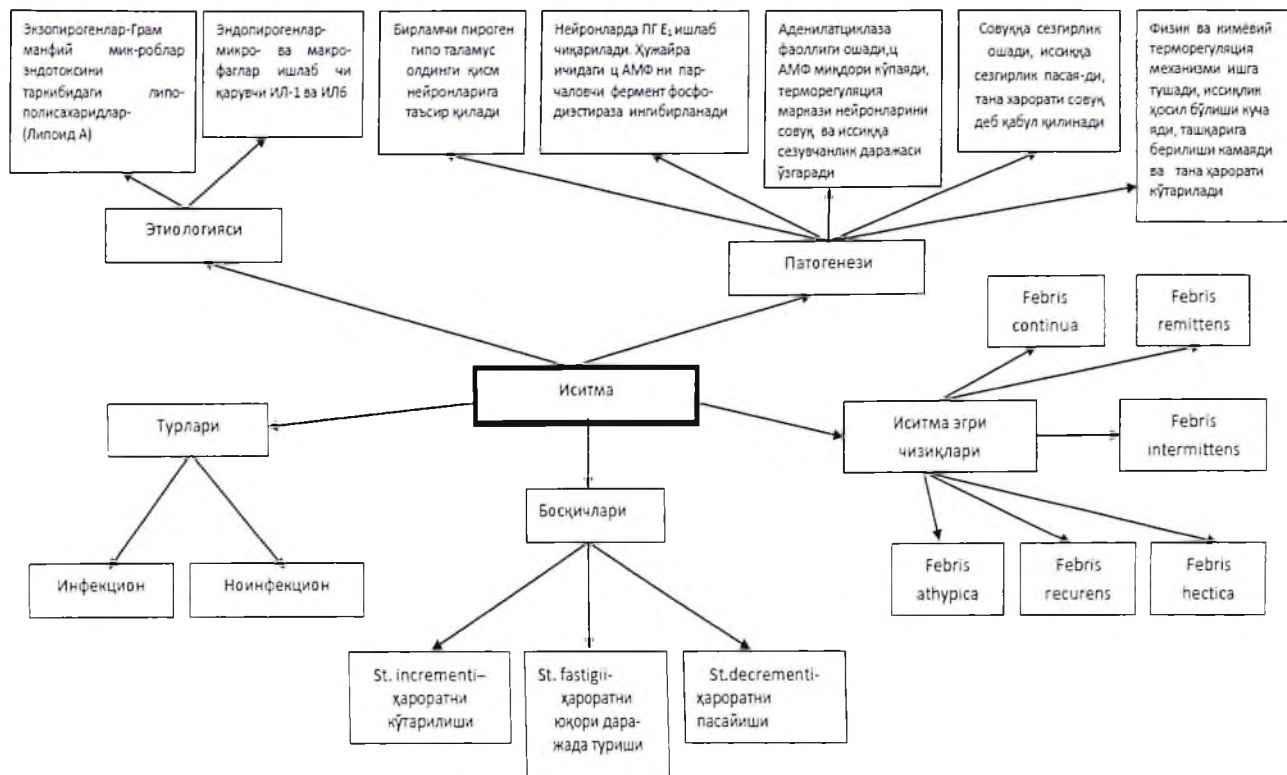 Экзопирогенлар-Грам
манфий мик-роблар
эндотоксини
таркибидаги липо-
полисахаридлар-
(Липоид А)
Эндопирогенлар-
микро- ва макро-
фаглар ишлаб чи
қарувчи ИЛ-1 ва ИЛ6
Бирламчи пироген
гипо таламус
олдинги қисм
нейронларига
таъсир қилади
Нейронларда ПГ Е₁ ишлаб
чиқарилади. Ҳужайра
ичидаги ц АМФ ни пар-
чаловчи фермент фосфо-
диэстираза ингибирланади
Аденилатциклаза
фаоллиги ошади,ц
АМФ миқдори кўпаяди,
терморегуляция
маркази нейронларини
совуқ ва иссиққа
сезувчанлик даражаси
ўзгаради
Совуққа сезгирлик
ошади, иссиққа
сезгирлик пасая-ди,
тана харорати совуқ
деб қабул қилинади
Физик ва кимёвий
терморегуляция
механизми ишга
тушади, иссиқлик
ҳосил бўлиши куча
яди, ташқарига
берилиши камаяди
ва тана ҳарорати
кўтарилади
Этиологияси
Патогенези
Febris
continua
Febris
remittens
Иситма
Турлари
Иситма эгри
чизиқлари
Febris
intermittens
Босқичлари
Инфекцион
Ноинфекцион
Febris
athypica
Febris
recurens
Febris
hectica
St. incrementi–
ҳароратни
кўтарилиши
St. fastigii-
ҳароратни
юқори дара-
жада туриши
St.decrementi-
ҳароратни
пасайиши